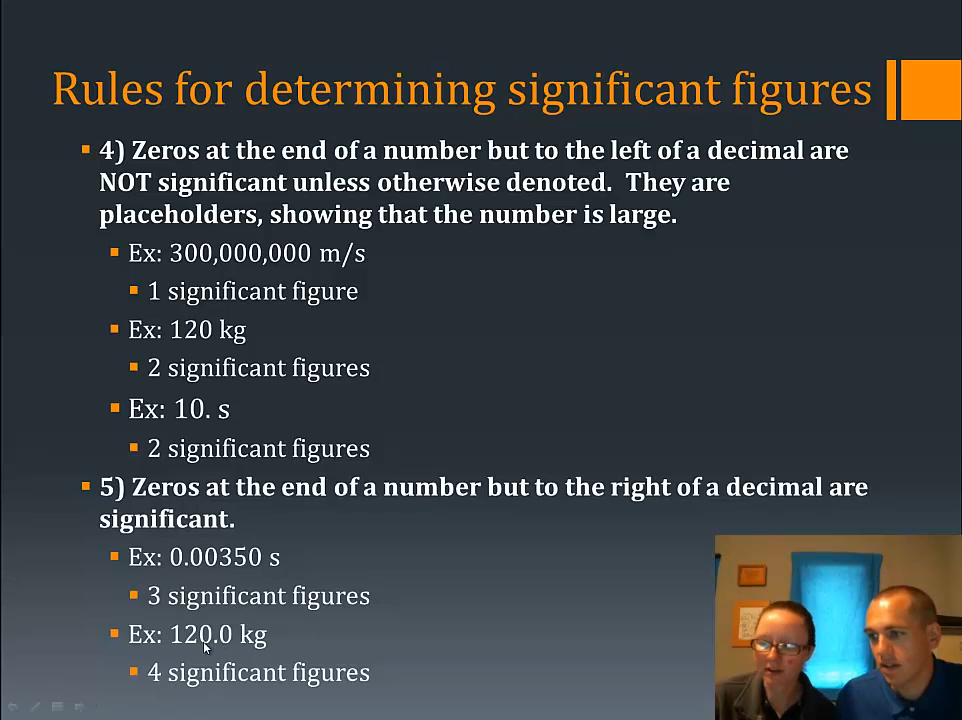 Rules for determining significant figures
4) Zeros at the end of a number but to the left of a decimal are
NOT significant unless otherwise denoted. They are
placeholders, showing that the number is large.
Ex: 300,000,000 m/s
1 significant figure
Ex: 120 kg
2 significant figures
Ex: 10. s
2 significant figures
5) Zeros at the end of a number but to the right of a decimal are
significant.
Ex: 0.00350 s
3 significant figures
Ex: 120.0 kg
4 significant figures